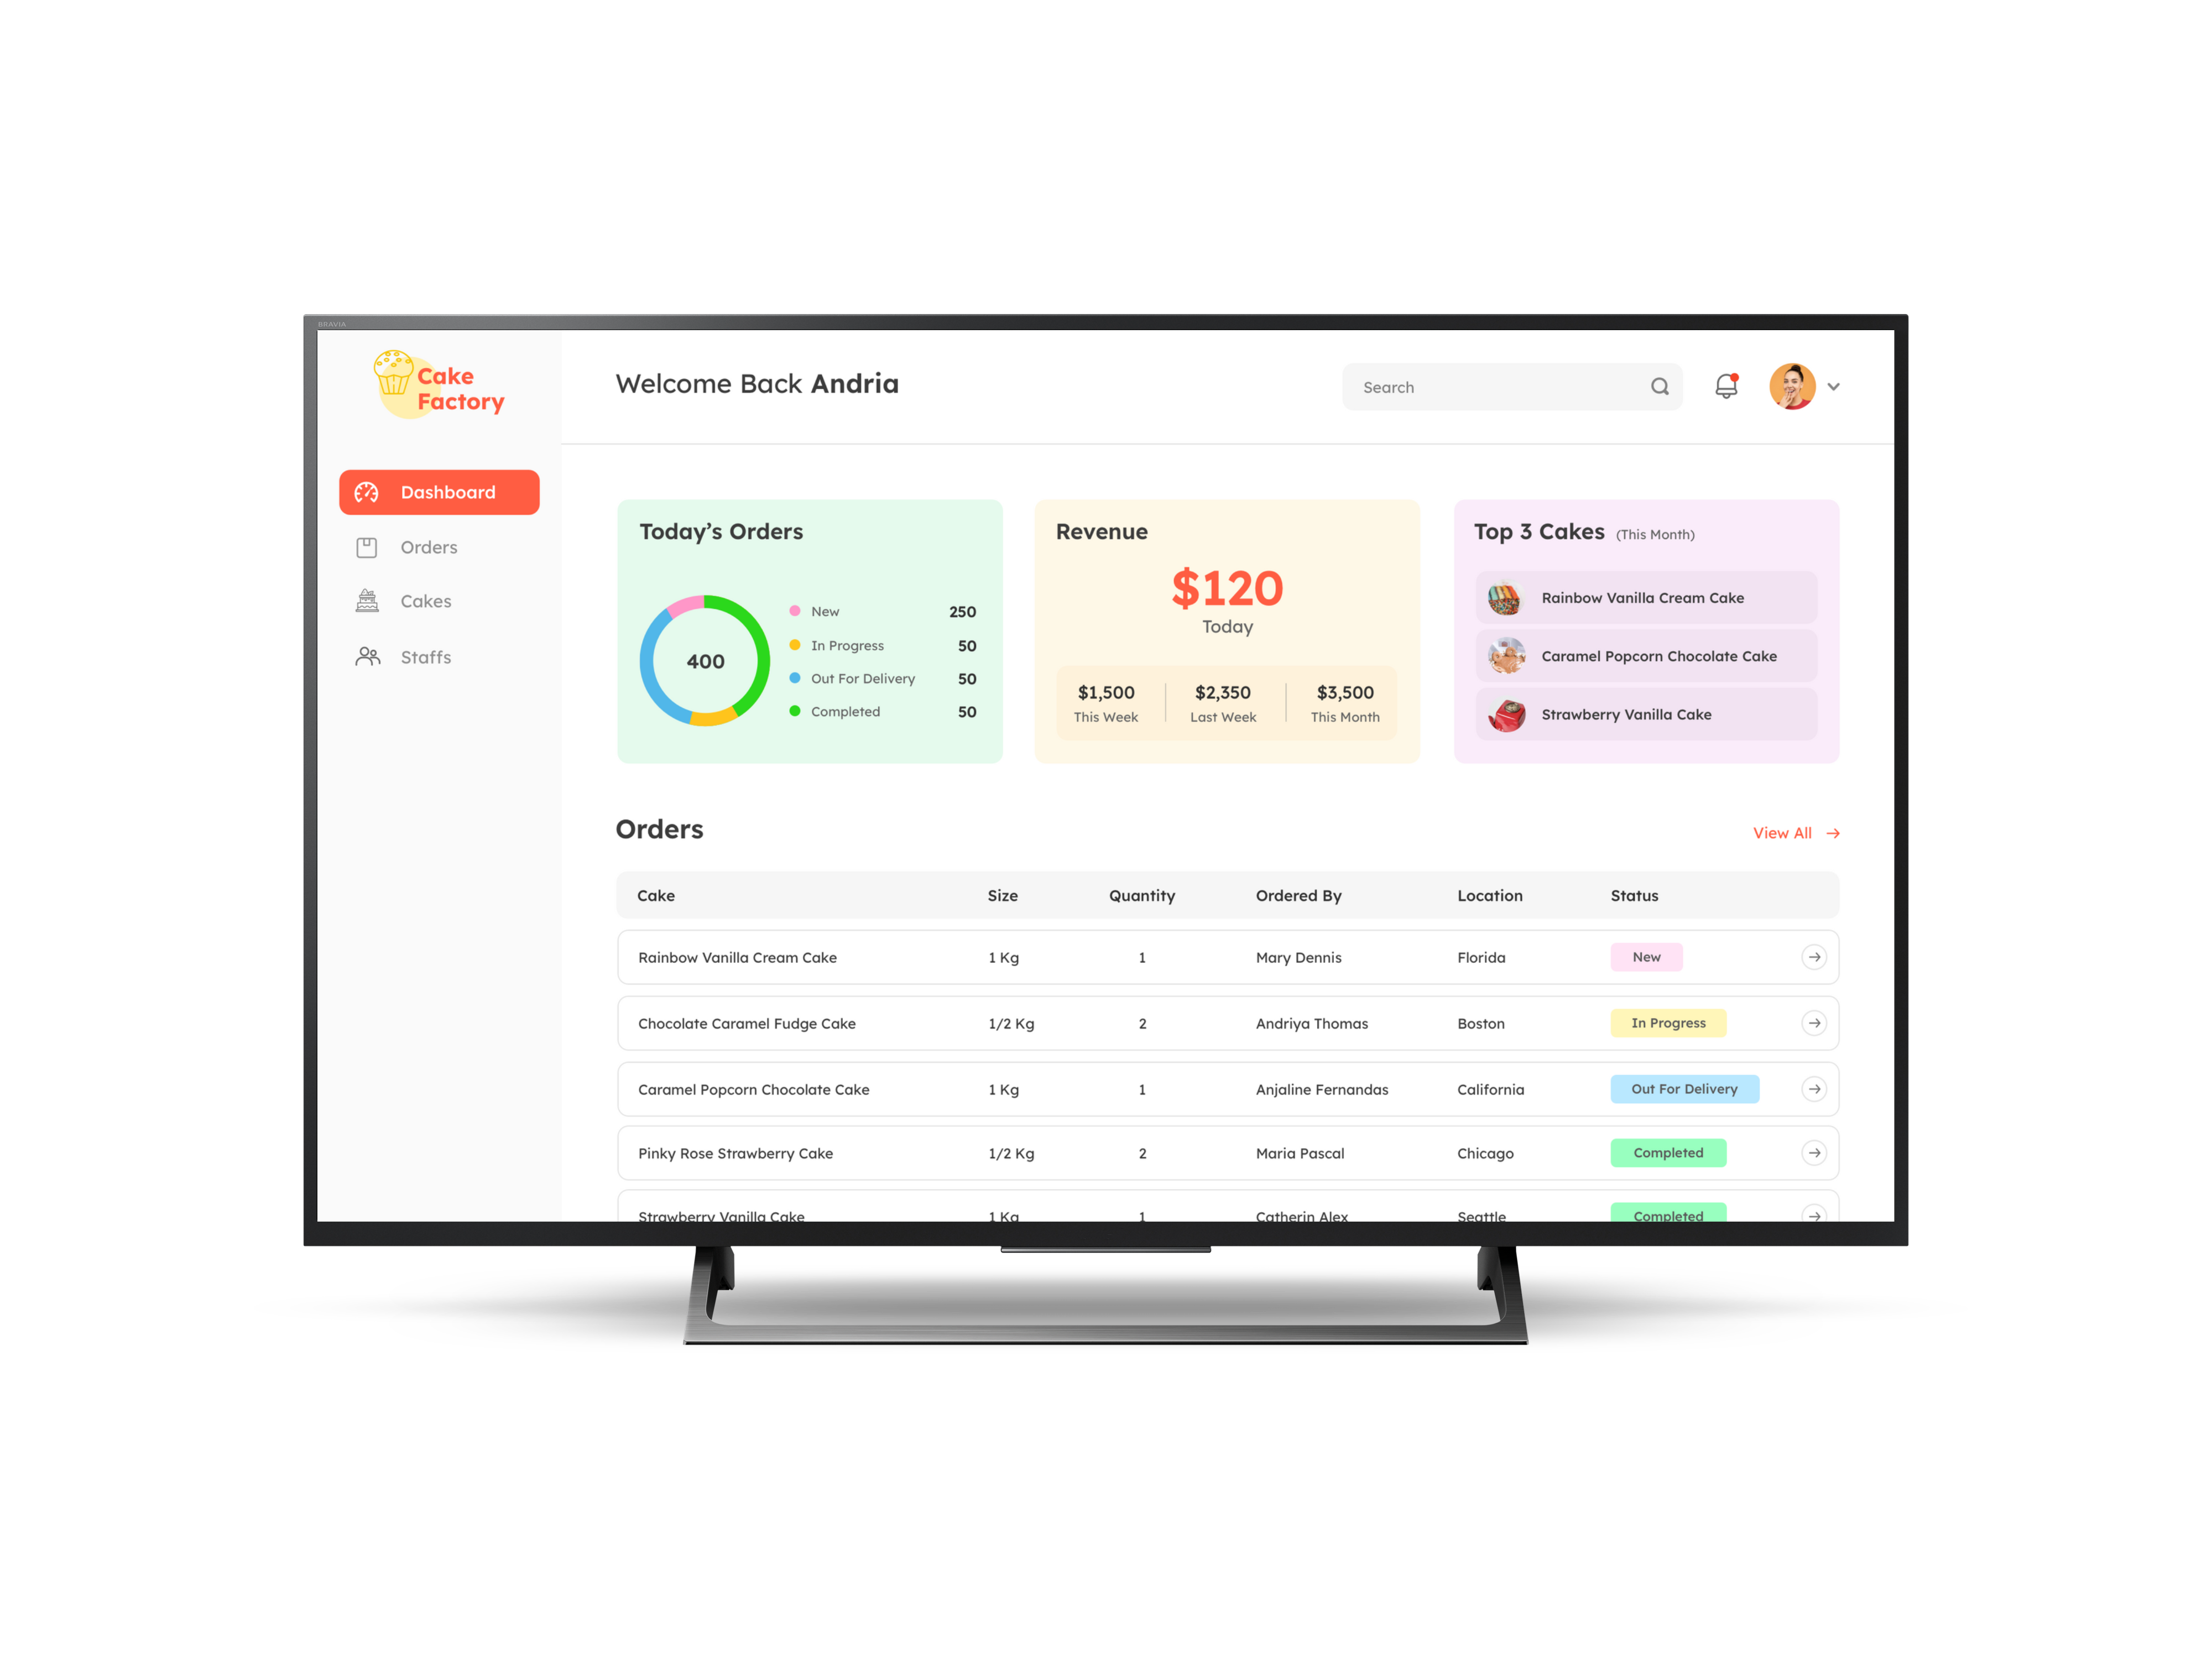 BRAVIA
Cake
Factory
Welcome Back Andria
Search
Dashboard
Orders
Cakes
Staffs
Today’s Orders
400
New 250
In Progress 50
Out For Delivery 50
Completed 50
Revenue
$120
Today
$1,500 $2,350 $3,500
This Week Last Week This Month
Top 3 Cakes (This Month)
Rainbow Vanilla Cream Cake
Caramel Popcorn Chocolate Cake
Strawberry Vanilla Cake
Orders
View All
Cake Size Quantity Ordered By Location Status
Rainbow Vanilla Cream Cake 1 Kg 1 Mary Dennis Florida New
Chocolate Caramel Fudge Cake 1/2 Kg 2 Andriya Thomas Boston In Progress
Caramel Popcorn Chocolate Cake 1 Kg 1 Anjaline Fernandas California Out For Delivery
Pinky Rose Strawberry Cake 1/2 Kg 2 Maria Pascal Chicago Completed
Strawberry Vanilla Cake 1 Kg 1 Catherin Alex Seattle Completed